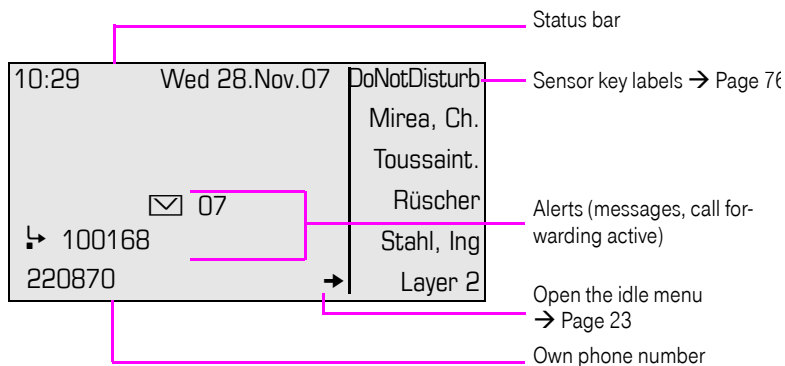 Status bar
10:29 Wed 28.Nov.07 DoNotDisturb
Sensor key labels → Page 76
Mirea, Ch.
Toussaint.
07 Rüscher
Alerts (messages, call for-
warding active)
100168 Stahl, Ing
220870 → Layer 2
Open the idle menu
→ Page 23
Own phone number